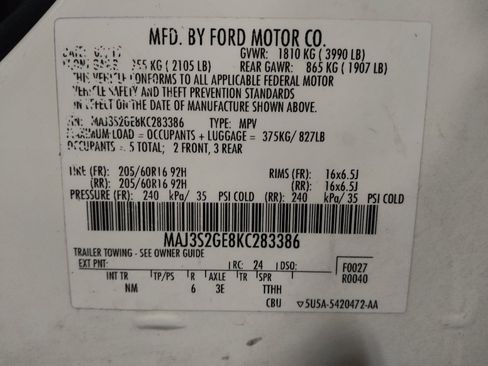 MFD. BY FORD MOTOR CO.
GVWR: 1810 KG ( 3990 LB)
955 KG ( 2105 LB) REAR GAWR: 865 KG ( 1907 LB)
THIS VEHICLE CONFORMS TO ALL APPLICABLE FEDERAL MOTOR
VEHICLE SAFETY AND THEFT PREVENTION STANDARDS
IN EFFECT ON THE DATE OF MANUFACTURE SHOWN ABOVE.
MAJ3S2GE8KC283386 TYPE: MPV
MAXIMUM LOAD = OCCUPANTS + LUGGAGE = 375KG/ 827LB
OCCUPANTS = 5 TOTAL; 2 FRONT, 3 REAR
TIRE (FR): 205/60R16 92H RIMS (FR): 16x6.5J
(RR): 205/60R16 92H (RR): 16x6.5J
PRESSURE (FR): 240 kPa/ 35 PSI COLD (RR): 240 kPa/ 35 PSI COLD
MAJ3S2GE8KC283386
TRAILER TOWING - SEE OWNER GUIDE
EXT PNT: RC: 24 DSO: F0027
R0040
INT TR TP/PS R AXLE TR SPR
NM 6 3E TTHH
CBU ▽5U5A-5420472-AA